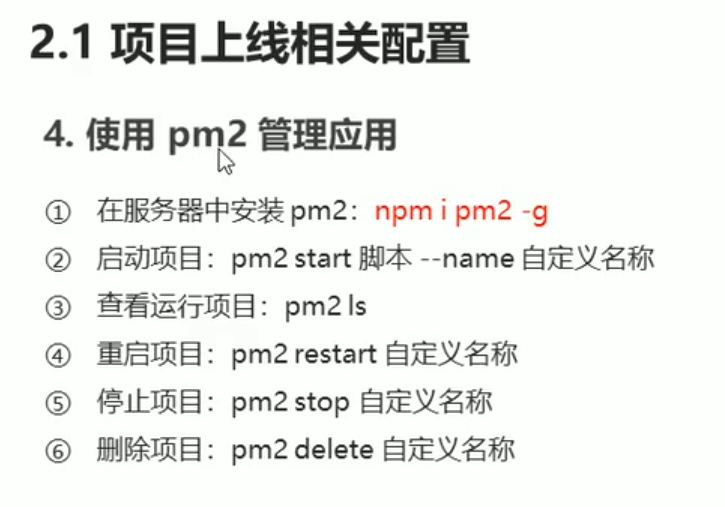 2.1 项目上线相关配置
4. 使用 pm2 管理应用
① 在服务器中安装 pm2：npm i pm2 -g
② 启动项目：pm2 start 脚本 --name 自定义名称
③ 查看运行项目：pm2 ls
④ 重启项目：pm2 restart 自定义名称
⑤ 停止项目：pm2 stop 自定义名称
⑥ 删除项目：pm2 delete 自定义名称